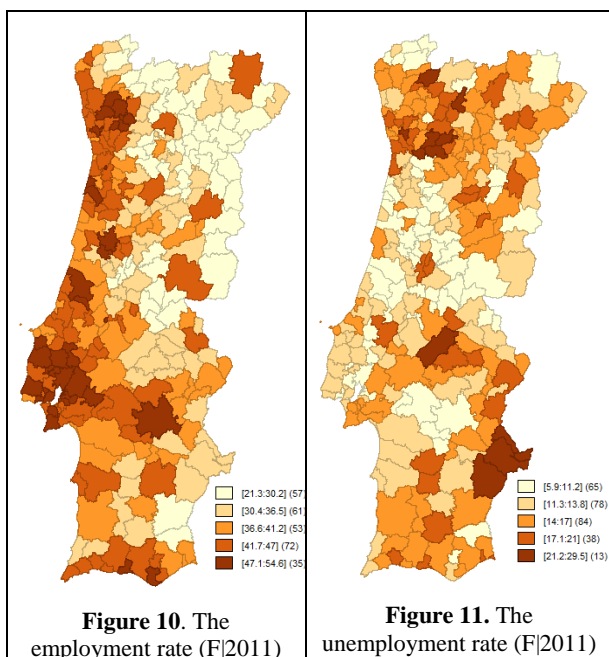 [21.3:30.2] (57)
[30.4:36.5] (61)
[36.6:41.2] (53)
[41.7:47] (72)
[47.1:54.6] (35)
Figure 10. The
employment rate (F|2011)
[5.9:11.2] (65)
[11.3:13.8] (78)
[14:17] (84)
[17.1:21] (38)
[21.2:29.5] (13)
Figure 11. The
unemployment rate (F|2011)